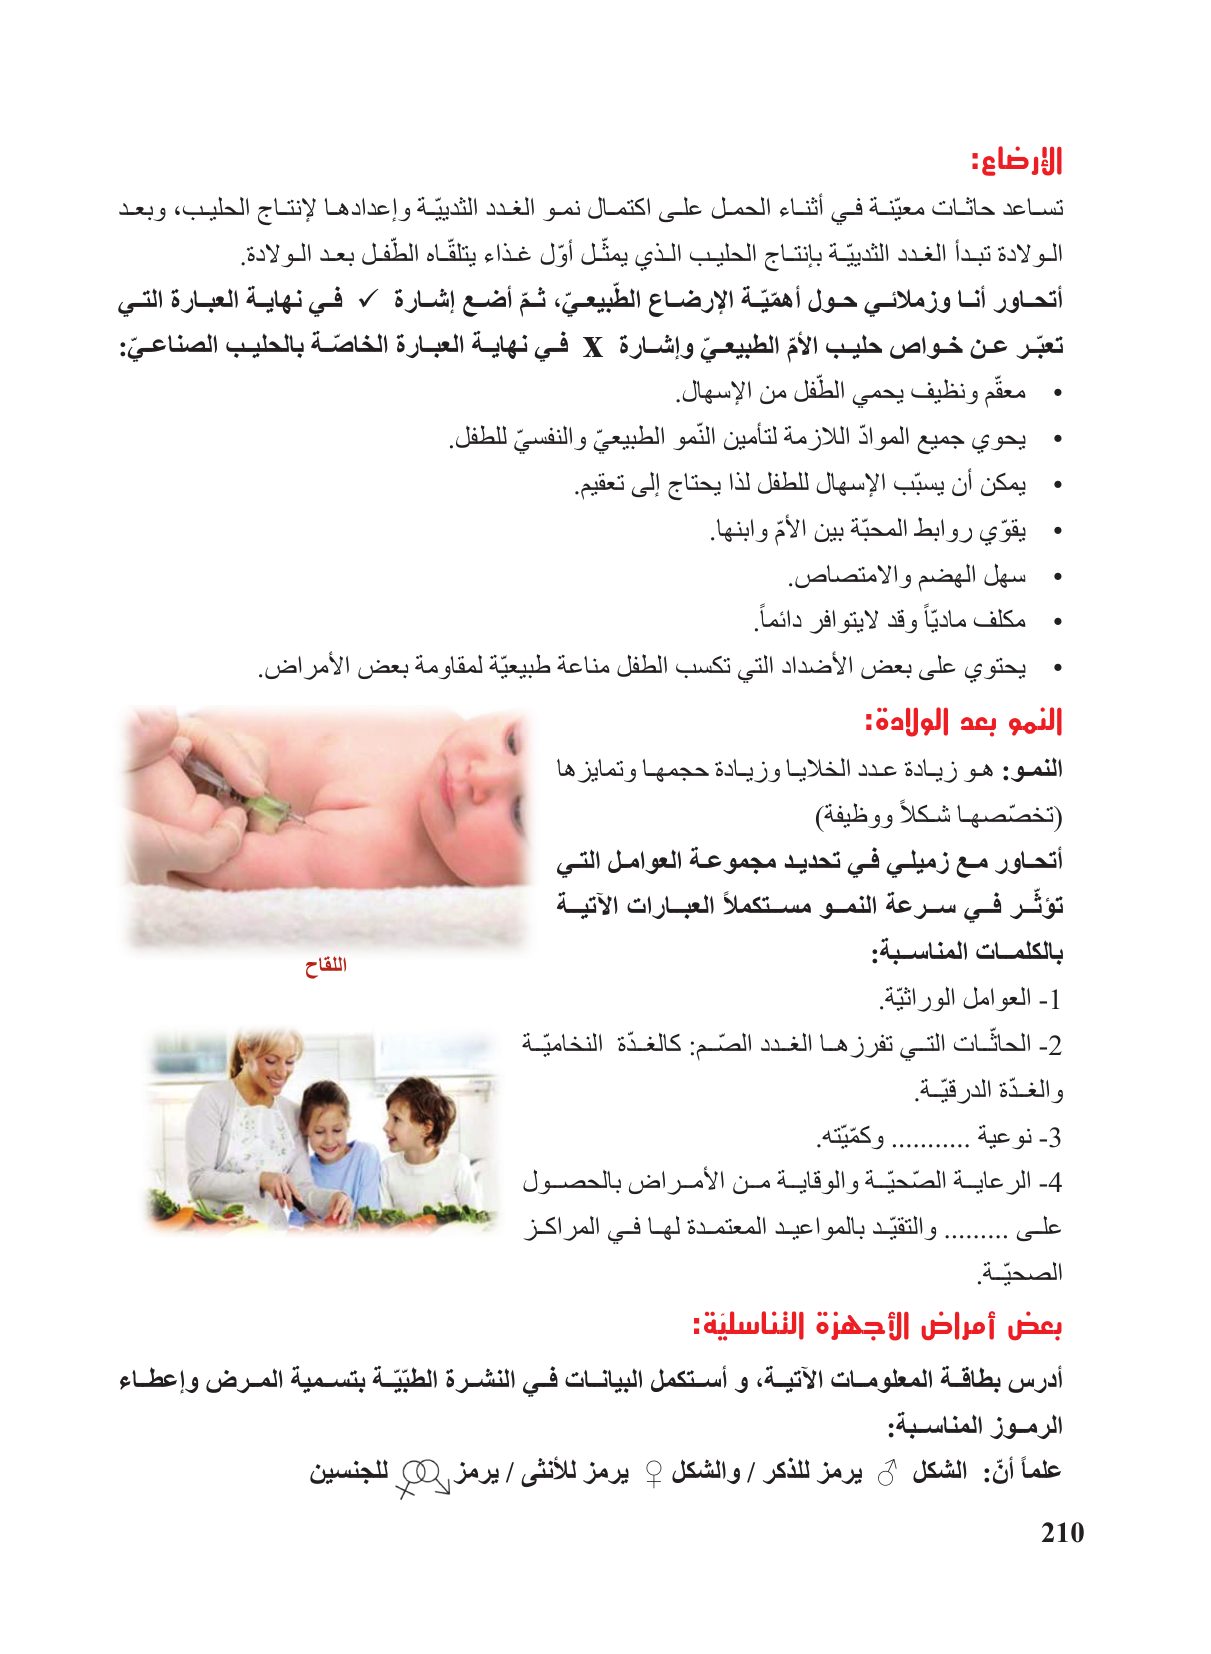 الإرضاع:
تساعد حاثات معيّنة في أثناء الحمل على اكتمال نمو الغدد الثدييّة وإعدادها لإنتاج الحليب، وبعد
الولادة تبدأ الغدد الثدييّة بإنتاج الحليب الذي يمثّل أوّل غذاء يتلقّاه الطّفل بعد الولادة.
أتحاور أنا وزملائي حول أهمّيّة الإرضاع الطّبيعيّ، ثمّ أضع إشارة ✓ في نهاية العبارة التي
تعبّر عن خواص حليب الأمّ الطبيعيّ وإشارة X في نهاية العبارة الخاصّة بالحليب الصناعيّ:
• معقّم ونظيف يحمي الطّفل من الإسهال.
• يحوي جميع الموادّ اللازمة لتأمين النّمو الطبيعيّ والنفسيّ للطفل.
• يمكن أن يسبّب الإسهال للطفل لذا يحتاج إلى تعقيم.
• يقوّي روابط المحبّة بين الأمّ وابنها.
• سهل الهضم والامتصاص.
• مكلف ماديّاً وقد لايتوافر دائماً.
• يحتوي على بعض الأضداد التي تكسب الطفل مناعة طبيعيّة لمقاومة بعض الأمراض.
النمو بعد الولادة:
النمو: هو زيادة عدد الخلايا وزيادة حجمها وتمايزها
(تخصّصها شكلاً ووظيفة)
أتحاور مع زميلي في تحديد مجموعة العوامل التي
تؤثّر في سرعة النمو مستكملاً العبارات الآتية
بالكلمات المناسبة:
اللقاح
1- العوامل الوراثيّة.
2- الحاثّات التي تفرزها الغدد الصّم: كالغدّة النخاميّة
والغدّة الدرقيّة.
3- نوعية ........... وكمّيّته.
4- الرعاية الصّحيّة والوقاية من الأمراض بالحصول
على ......... والتقيّد بالمواعيد المعتمدة لها في المراكز
الصحيّة.
بعض أمراض الأجهزة التّناسليّة:
أدرس بطاقة المعلومات الآتية، و أستكمل البيانات في النشرة الطبّيّة بتسمية المرض وإعطاء
الرموز المناسبة:
علماً أنّ: الشكل ♂ يرمز للذكر / والشكل ♀ يرمز للأنثى / يرمز ⚤ للجنسين
210